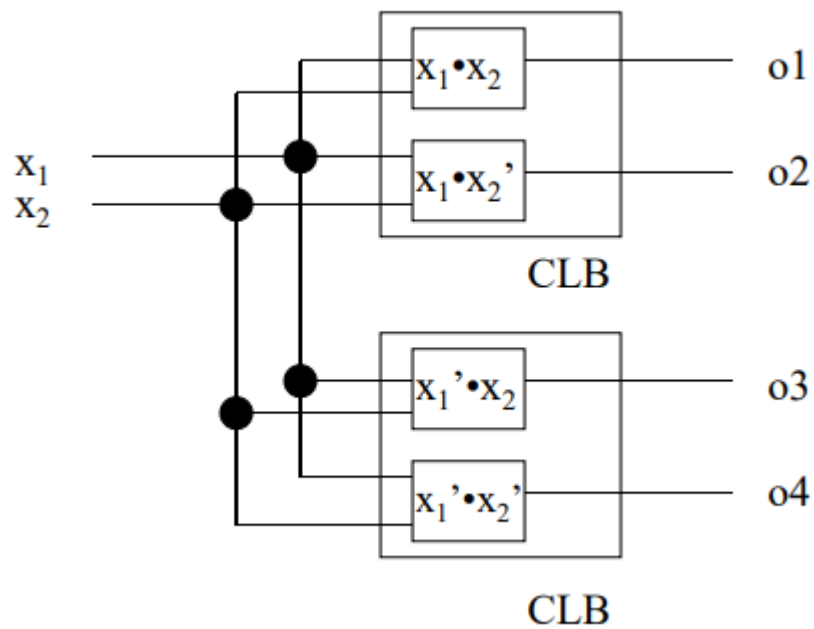 x₁•x₂ o1
x₁
x₁•x₂’ o2
x₂
CLB
x₁’•x₂ o3
x₁’•x₂’ o4
CLB